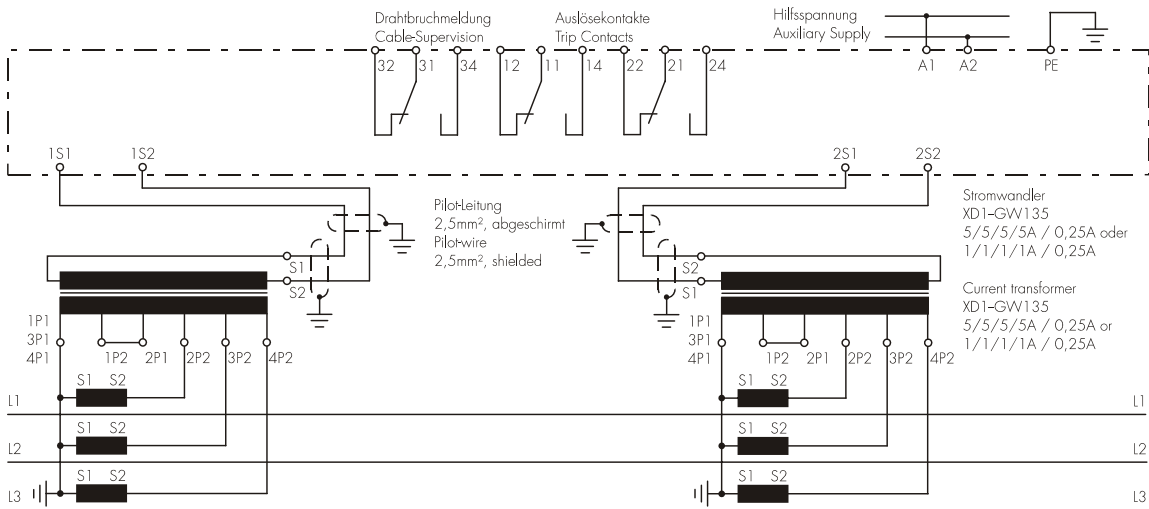 Drahtbruchmeldung
Cable-Supervision
Auslösekontakte
Trip Contacts
Hilfsspannung
Auxiliary Supply
32 31 34 12 11 14 22 21 24 A1 A2 PE
1S1 1S2 2S1 2S2
Pilot-Leitung
2,5mm², abgeschirmt
Pilot-wire
2,5mm², shielded
Stromwandler
XD1-GW135
5/5/5/5A / 0,25A oder
1/1/1/1A / 0,25A
Current transformer
XD1-GW135
5/5/5/5A / 0,25A or
1/1/1/1A / 0,25A
S1
S2
S2
S1
1P1
3P1
4P1 1P2 2P1 2P2 3P2 4P2
1P1
3P1
4P1 1P2 2P1 2P2 3P2 4P2
S1 S2 S1 S2
L1 L1
S1 S2 S1 S2
L2 L2
S1 S2 S1 S2
L3 L3